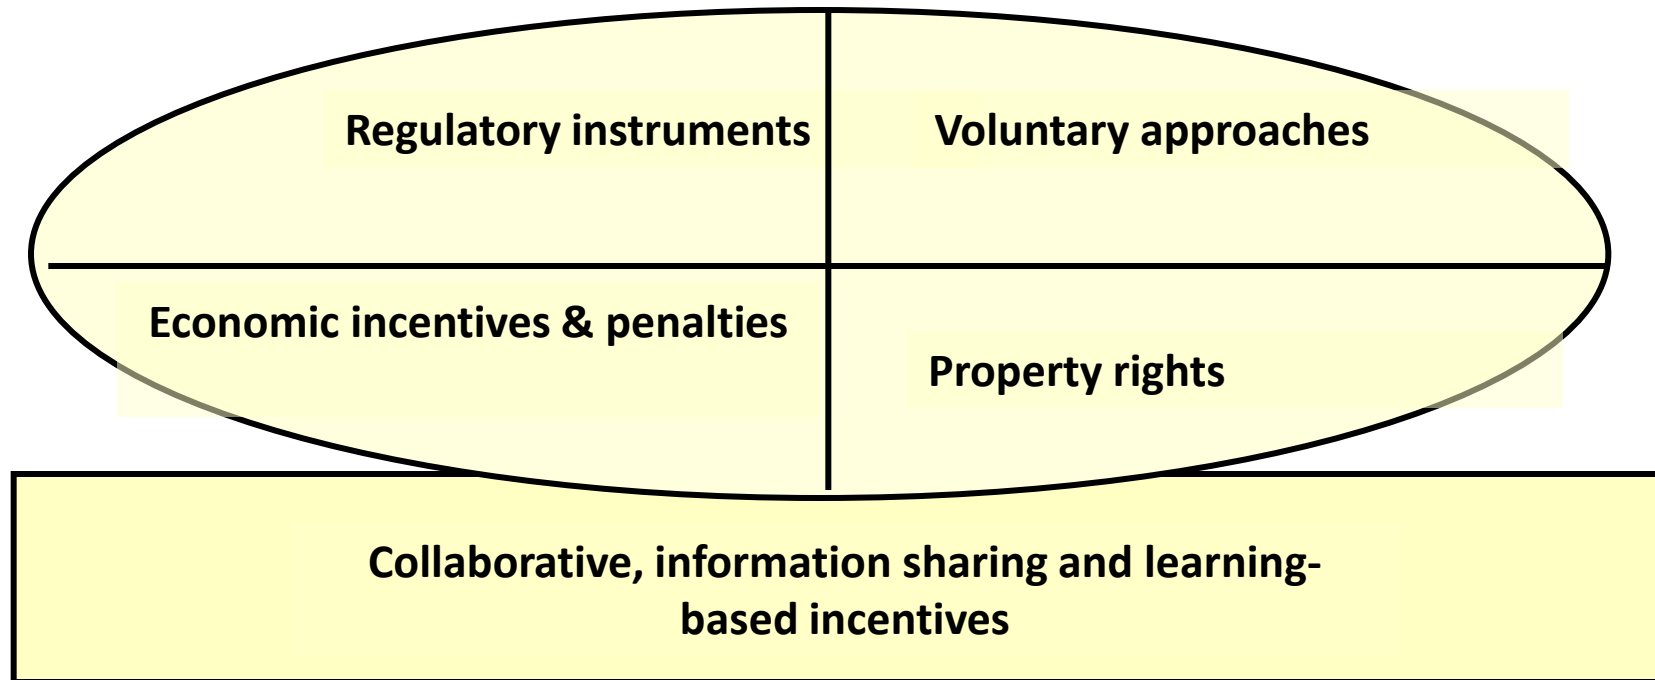 Regulatory instruments
Voluntary approaches
Economic incentives & penalties
Property rights
Collaborative, information sharing and learning-
based incentives